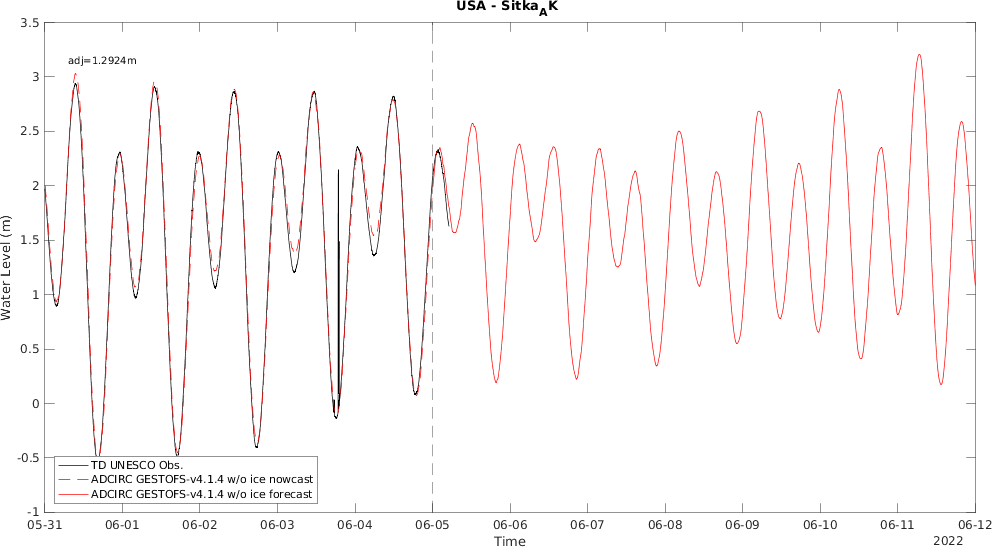 USA - Sitka_AK
adj=1.2924m
3.5
3
2.5
2
1.5
1
0.5
0
-0.5
-1
Water Level (m)
TD UNESCO Obs.
ADCIRC GESTOFS-v4.1.4 w/o ice nowcast
ADCIRC GESTOFS-v4.1.4 w/o ice forecast
05-31 06-01 06-02 06-03 06-04 06-05 06-06 06-07 06-08 06-09 06-10 06-11 06-12
Time
2022